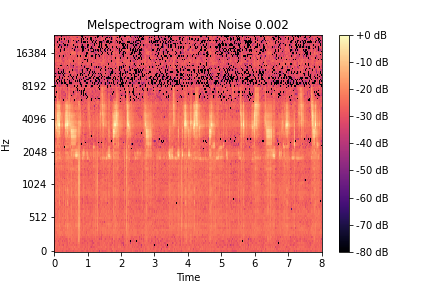 Melspectrogram with Noise 0.002
Hz
16384
8192
4096
2048
1024
512
0
0 1 2 3 4 5 6 7 8
Time
+0 dB
-10 dB
-20 dB
-30 dB
-40 dB
-50 dB
-60 dB
-70 dB
-80 dB